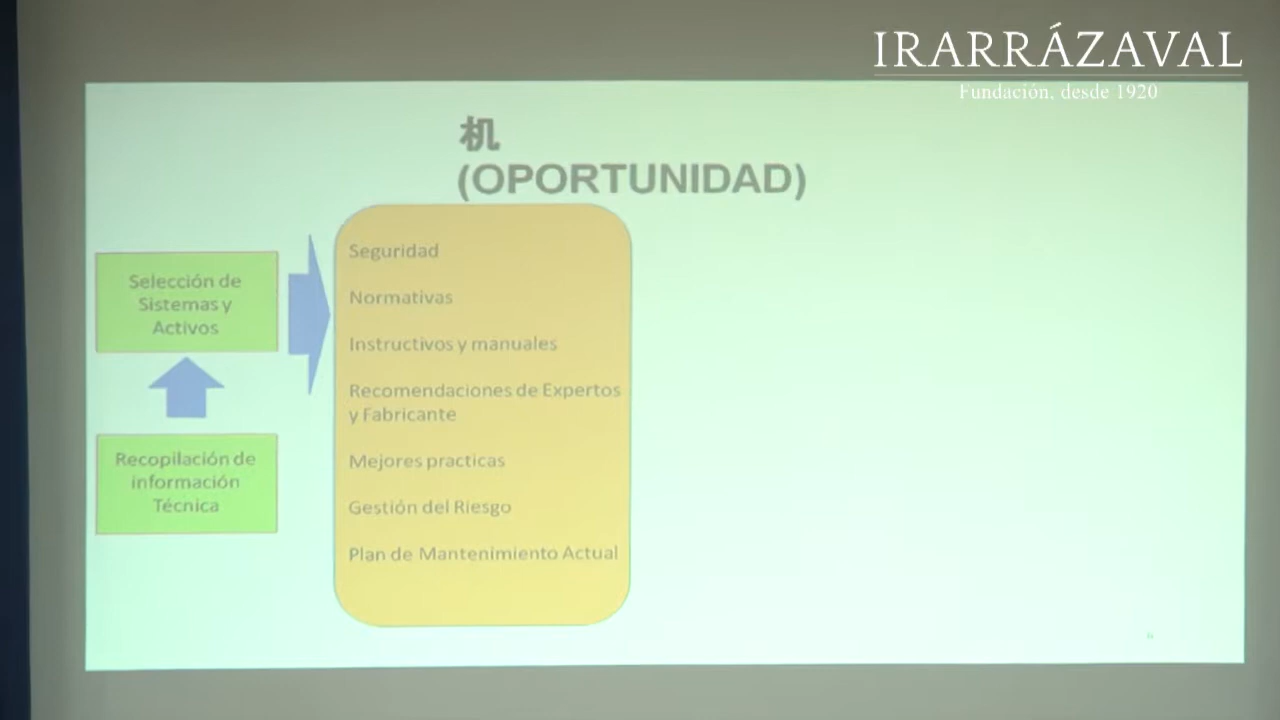 IRARRÁZAVAL
Fundación, desde 1920
机
(OPORTUNIDAD)
Selección de
Sistemas y
Activos
Recopilación de
información
Técnica
Seguridad
Normativas
Instructivos y manuales
Recomendaciones de Expertos
y Fabricante
Mejores practicas
Gestión del Riesgo
Plan de Mantenimiento Actual